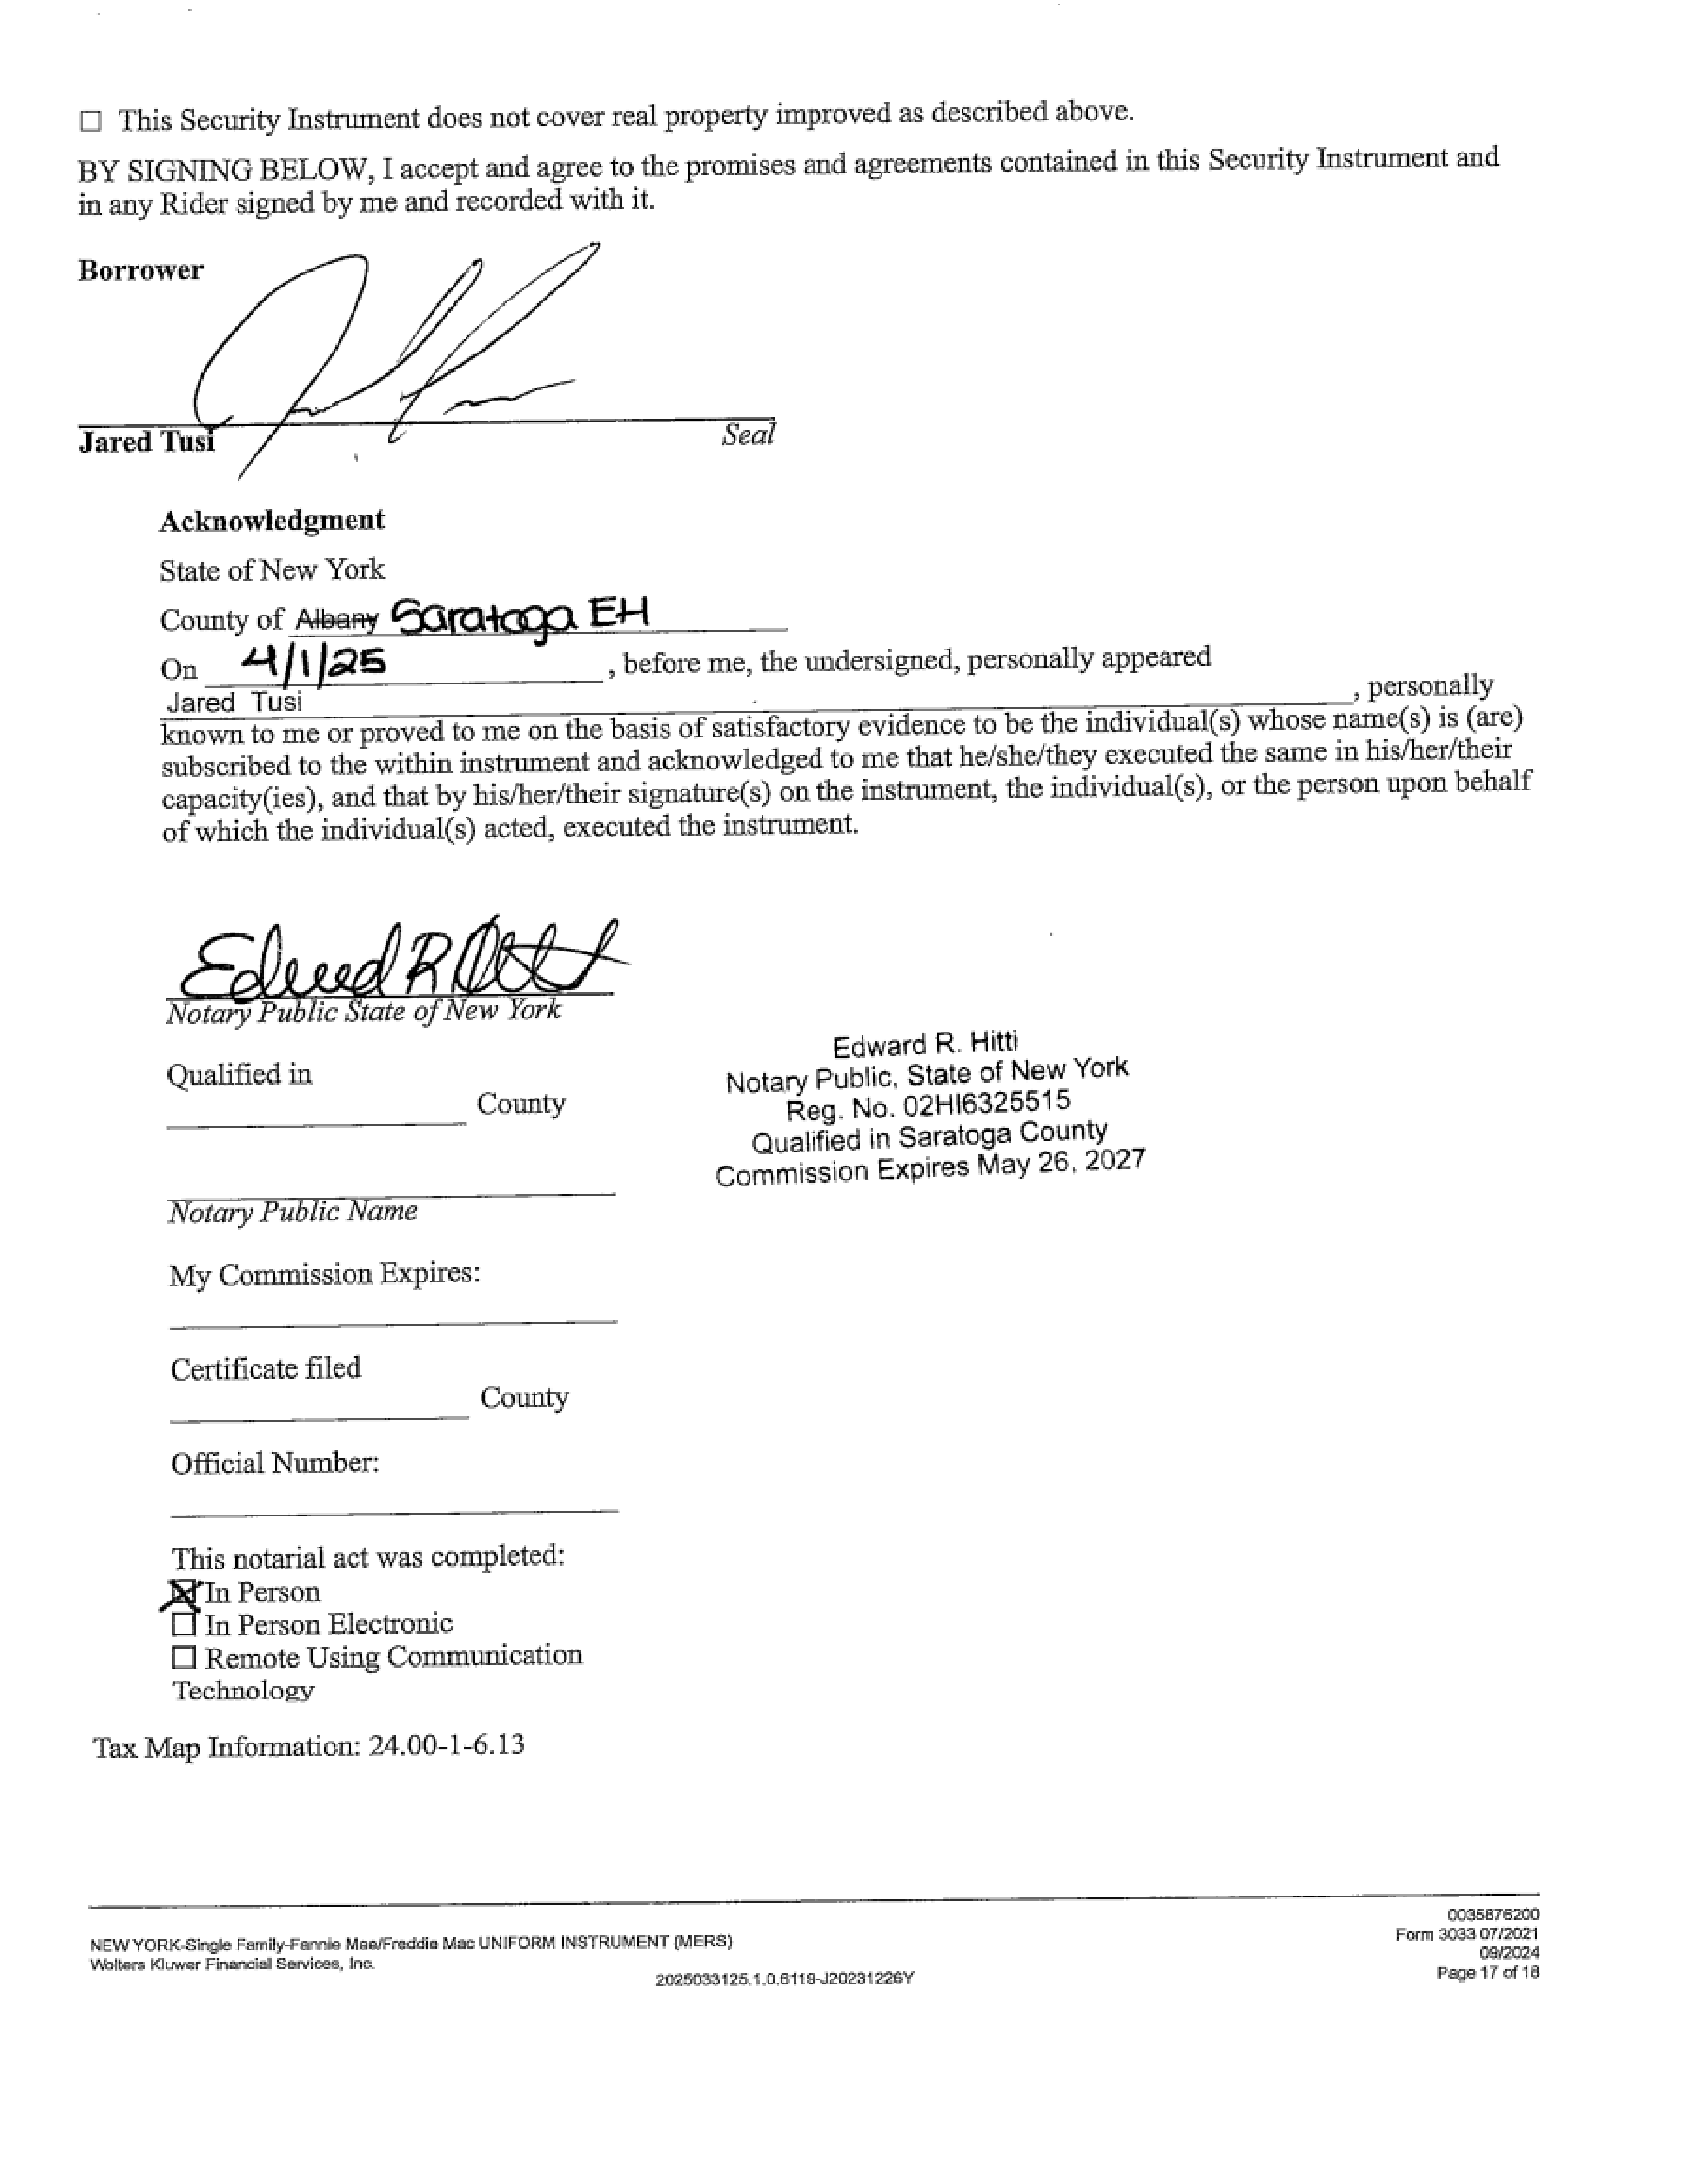 ☐ This Security Instrument does not cover real property improved as described above.
BY SIGNING BELOW, I accept and agree to the promises and agreements contained in this Security Instrument and
in any Rider signed by me and recorded with it.
Borrower
Jared Tusi Seal
Acknowledgment
State of New York
County of Albany Saratoga EH
On 4/1/25 , before me, the undersigned, personally appeared
Jared Tusi , personally
known to me or proved to me on the basis of satisfactory evidence to be the individual(s) whose name(s) is (are)
subscribed to the within instrument and acknowledged to me that he/she/they executed the same in his/her/their
capacity(ies), and that by his/her/their signature(s) on the instrument, the individual(s), or the person upon behalf
of which the individual(s) acted, executed the instrument.
Edward R Hitti
Notary Public State of New York
Qualified in
County
Notary Public Name
My Commission Expires:
Certificate filed
County
Official Number:
Edward R. Hitti
Notary Public, State of New York
Reg. No. 02HI6325515
Qualified in Saratoga County
Commission Expires May 26, 2027
This notarial act was completed:
☒ In Person
☐ In Person Electronic
☐ Remote Using Communication
Technology
Tax Map Information: 24.00-1-6.13
NEW YORK-Single Family-Fannie Mae/Freddie Mac UNIFORM INSTRUMENT (MERS)
Wolters Kluwer Financial Services, Inc.
2025033125.1.0.6119-J20231226Y
0035876200
Form 3033 07/2021
09/2024
Page 17 of 18